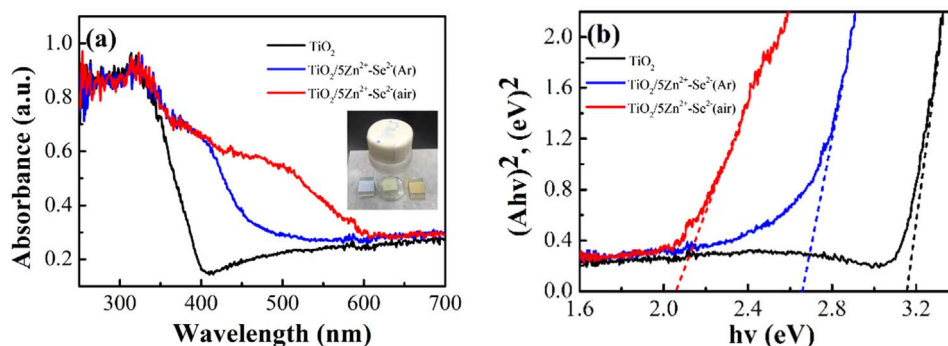 (a)
TiO₂
TiO₂/5Zn²⁺-Se²⁻(Ar)
TiO₂/5Zn²⁺-Se²⁻(air)
Absorbance (a.u.)
1.0
0.8
0.6
0.4
0.2
300 400 500 600 700
Wavelength (nm)
(b)
TiO₂
TiO₂/5Zn²⁺-Se²⁻(Ar)
TiO₂/5Zn²⁺-Se²⁻(air)
(Ahν)², (eV)²
2.0
1.6
1.2
0.8
0.4
0.0
1.6 2.0 2.4 2.8 3.2
hν (eV)